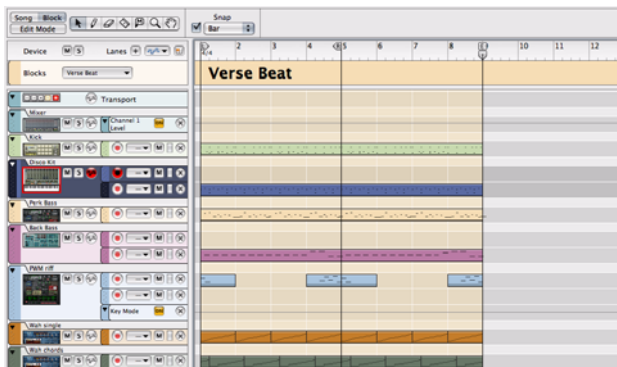 Song Block
Edit Mode
Snap
Bar
Device M S Lanes
2 3 4 5 6 7 8 10 11 12
4/4
Blocks Verse Beat
Verse Beat
Transport
Mixer
M S Channel 1
Level
Kick
M S M
Disco Kit
M S M
M
Perk Bass
M S M
Back Bass
M S M
M
PWM riff
M S M
M
Key Mode
Wah single
M S M
Wah chords
M S M